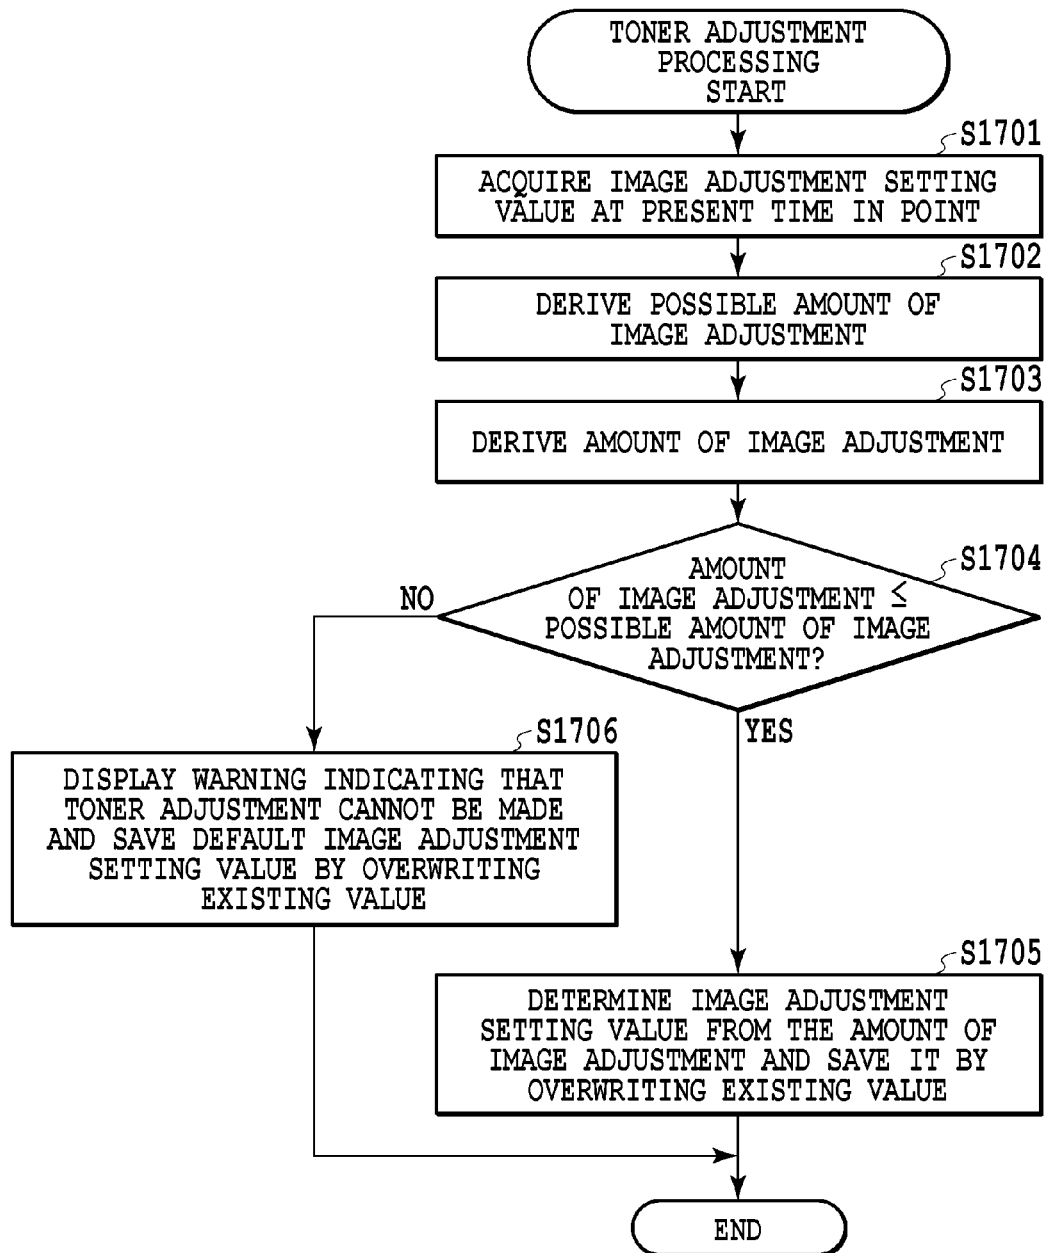 TONER ADJUSTMENT
PROCESSING
START
S1701
ACQUIRE IMAGE ADJUSTMENT SETTING
VALUE AT PRESENT TIME IN POINT
S1702
DERIVE POSSIBLE AMOUNT OF
IMAGE ADJUSTMENT
S1703
DERIVE AMOUNT OF IMAGE ADJUSTMENT
S1704
AMOUNT
OF IMAGE ADJUSTMENT ≤
POSSIBLE AMOUNT OF IMAGE
ADJUSTMENT?
NO
YES
S1706
DISPLAY WARNING INDICATING THAT
TONER ADJUSTMENT CANNOT BE MADE
AND SAVE DEFAULT IMAGE ADJUSTMENT
SETTING VALUE BY OVERWRITING
EXISTING VALUE
S1705
DETERMINE IMAGE ADJUSTMENT
SETTING VALUE FROM THE AMOUNT OF
IMAGE ADJUSTMENT AND SAVE IT BY
OVERWRITING EXISTING VALUE
END